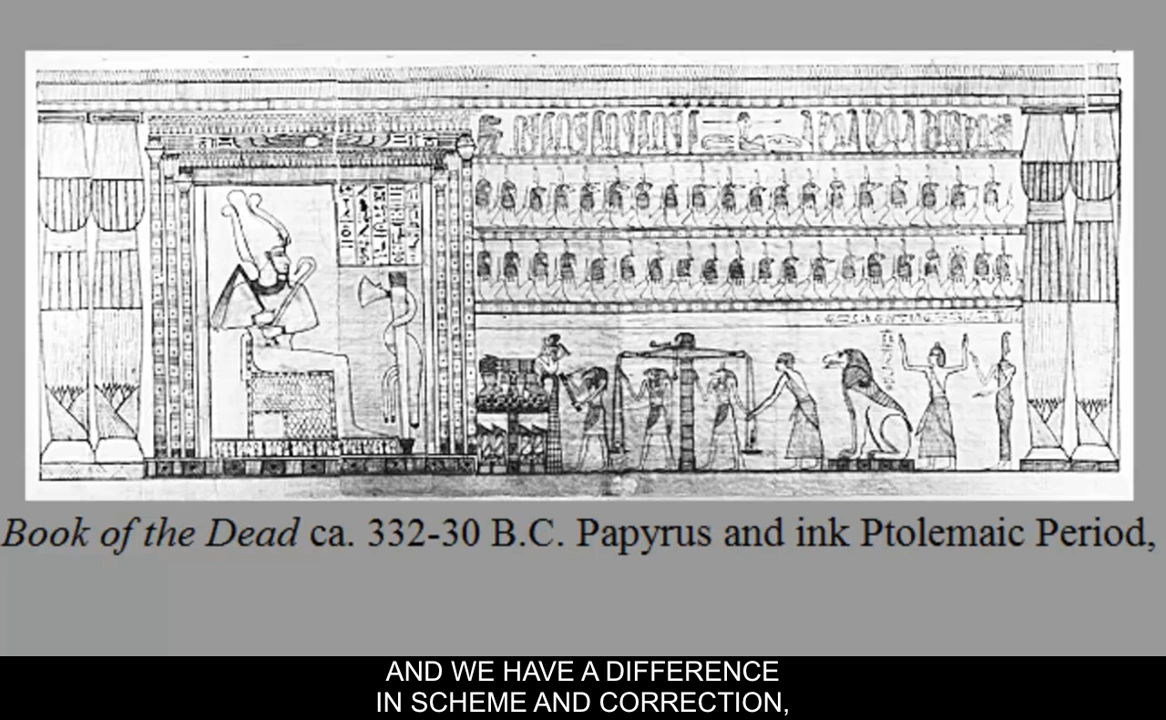 Book of the Dead ca. 332-30 B.C. Papyrus and ink Ptolemaic Period,
AND WE HAVE A DIFFERENCE
IN SCHEME AND CORRECTION,